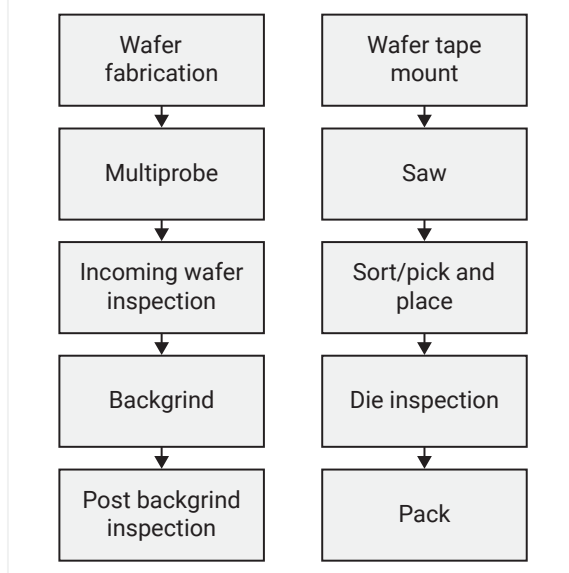 Wafer
fabrication
Multiprobe
Incoming wafer
inspection
Backgrind
Post backgrind
inspection
Wafer tape
mount
Saw
Sort/pick and
place
Die inspection
Pack